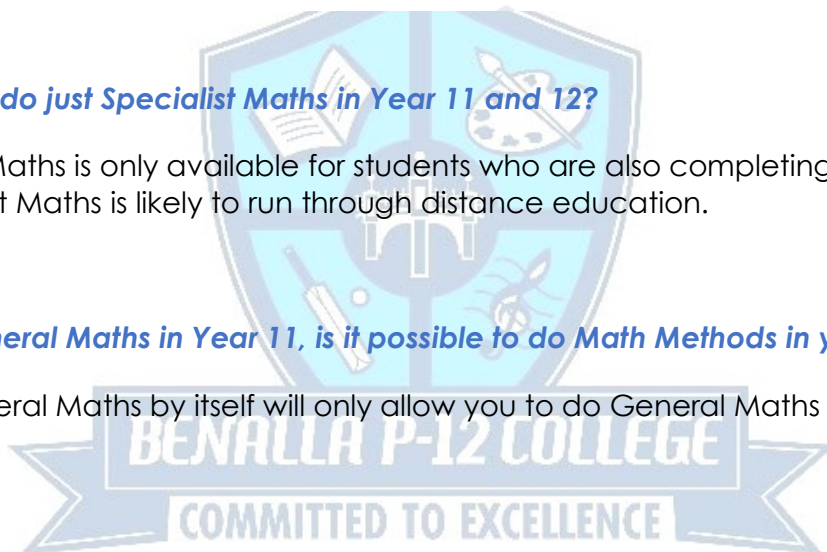 do just Specialist Maths in Year 11 and 12?
Maths is only available for students who are also completing
t Maths is likely to run through distance education.
neral Maths in Year 11, is it possible to do Math Methods in y
eral Maths by itself will only allow you to do General Maths
BENALLA P-12 COLLEGE
COMMITTED TO EXCELLENCE